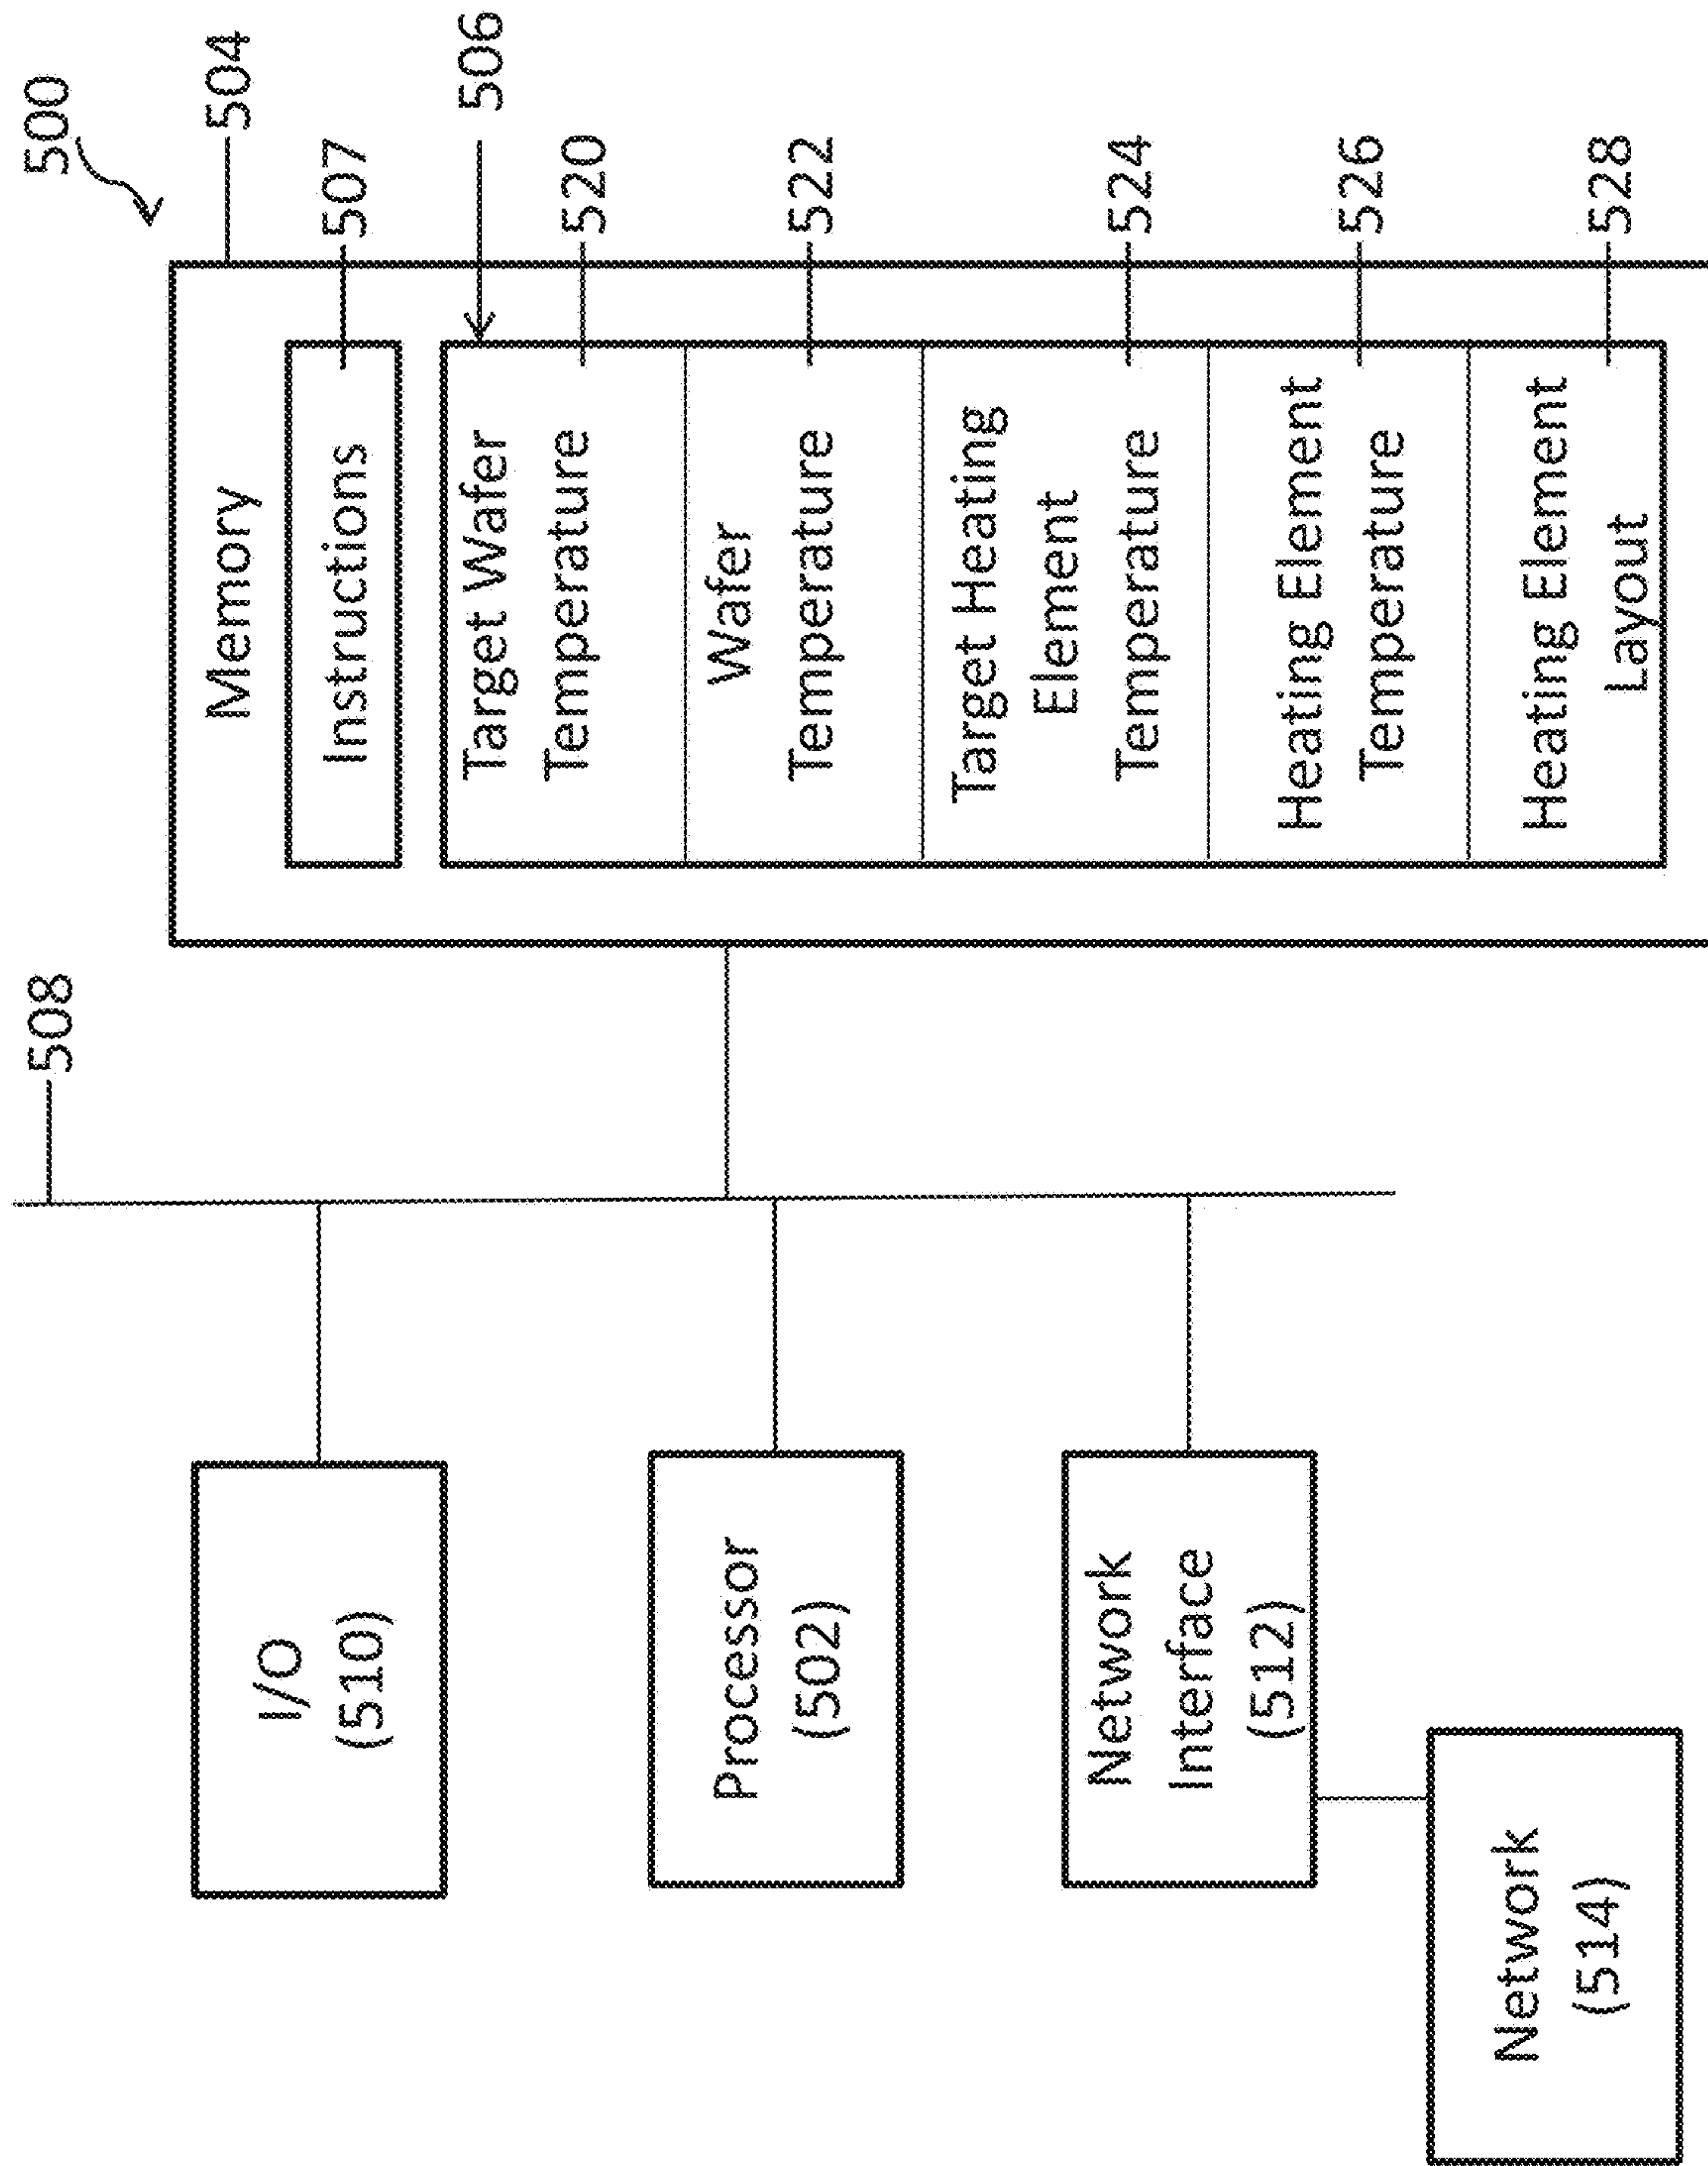 500
508
504
Memory
507
Instructions
506
Target Wafer
Temperature
520
Wafer
Temperature
522
Target Heating
Element
Temperature
524
Heating Element
Temperature
526
Heating Element
Layout
528
I/O
(510)
Processor
(502)
Network
Interface
(512)
Network
(514)